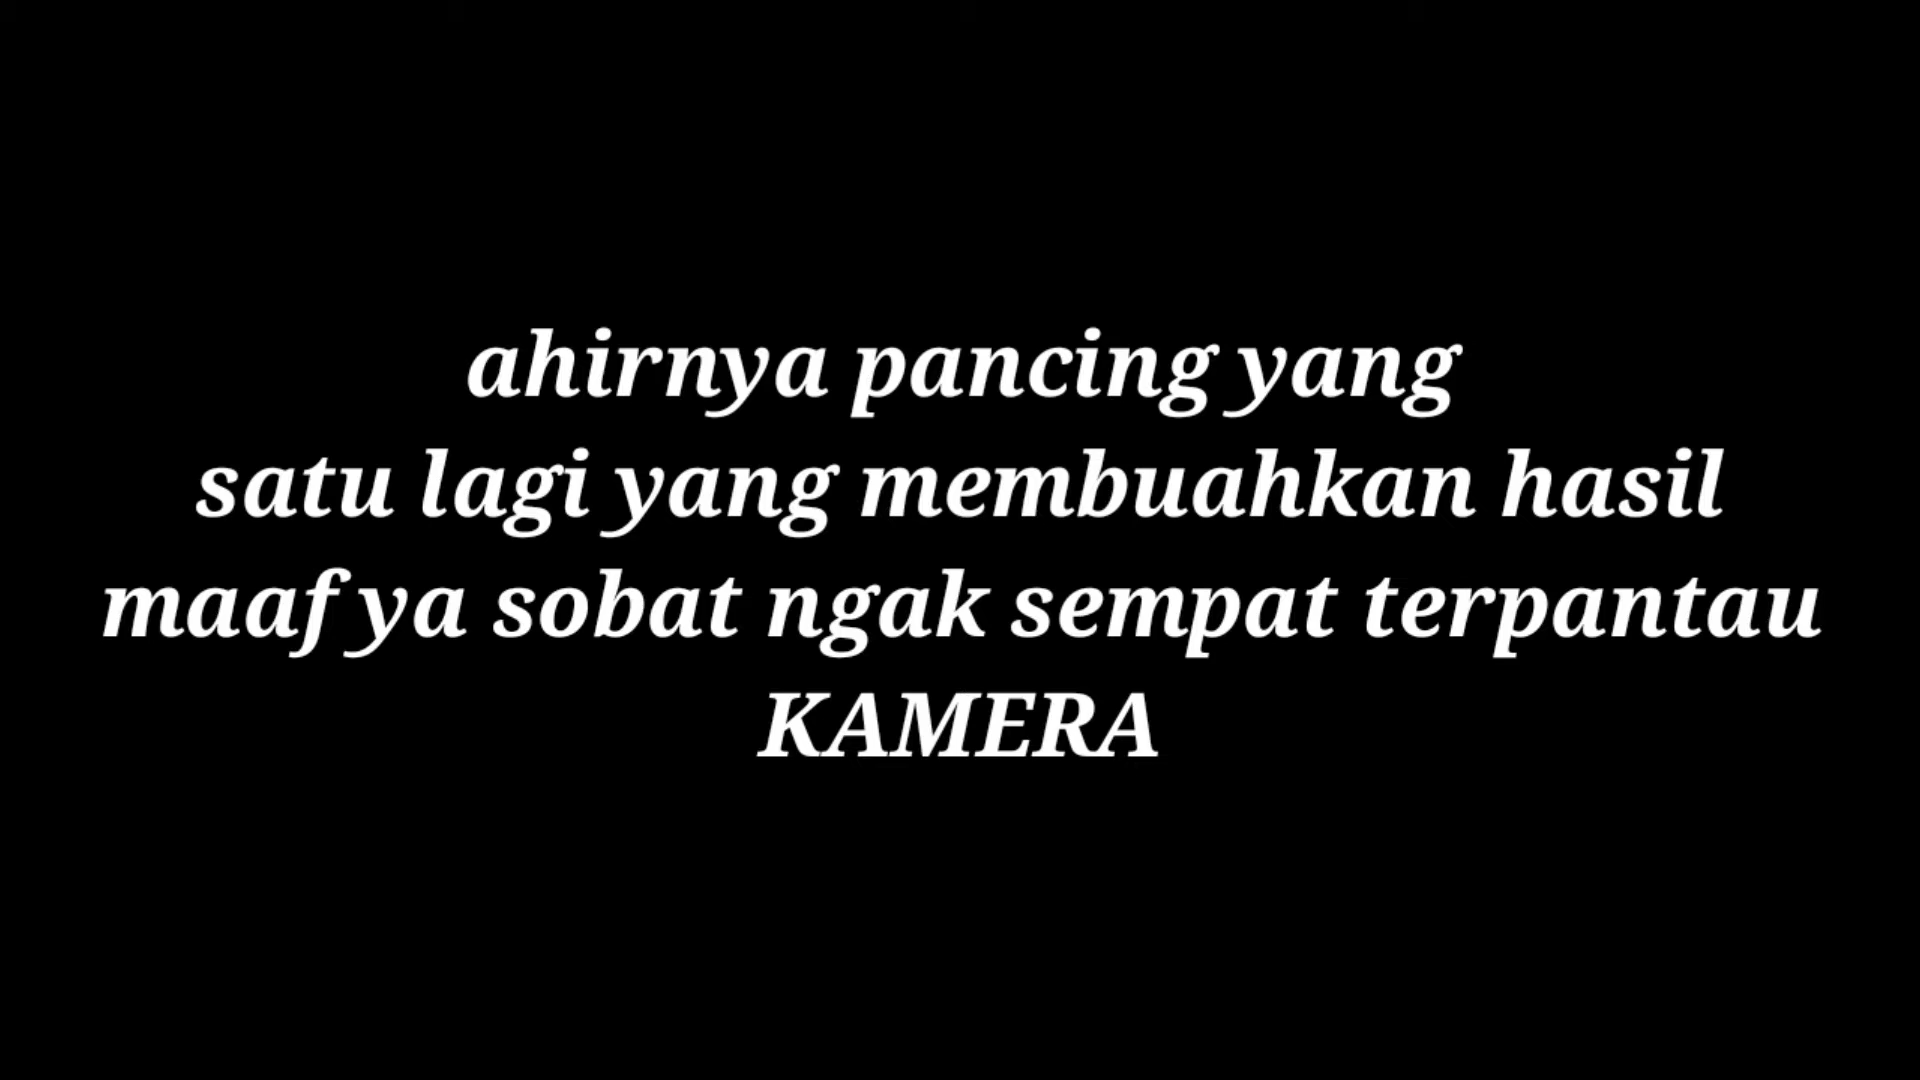 ahirnya pancing yang
satu lagi yang membuahkan hasil
maaf ya sobat ngak sempat terpantau
KAMERA